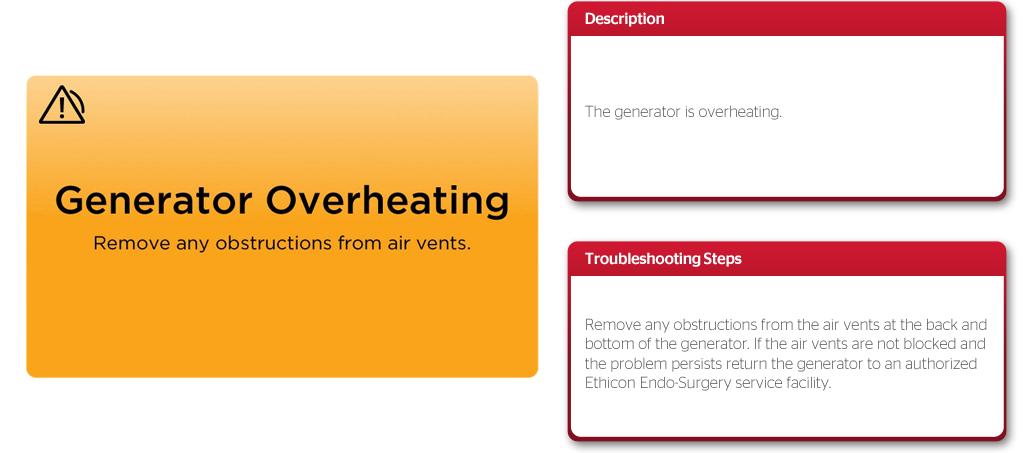 Generator Overheating
Remove any obstructions from air vents.
Description
The generator is overheating.
Troubleshooting Steps
Remove any obstructions from the air vents at the back and
bottom of the generator. If the air vents are not blocked and
the problem persists return the generator to an authorized
Ethicon Endo-Surgery service facility.